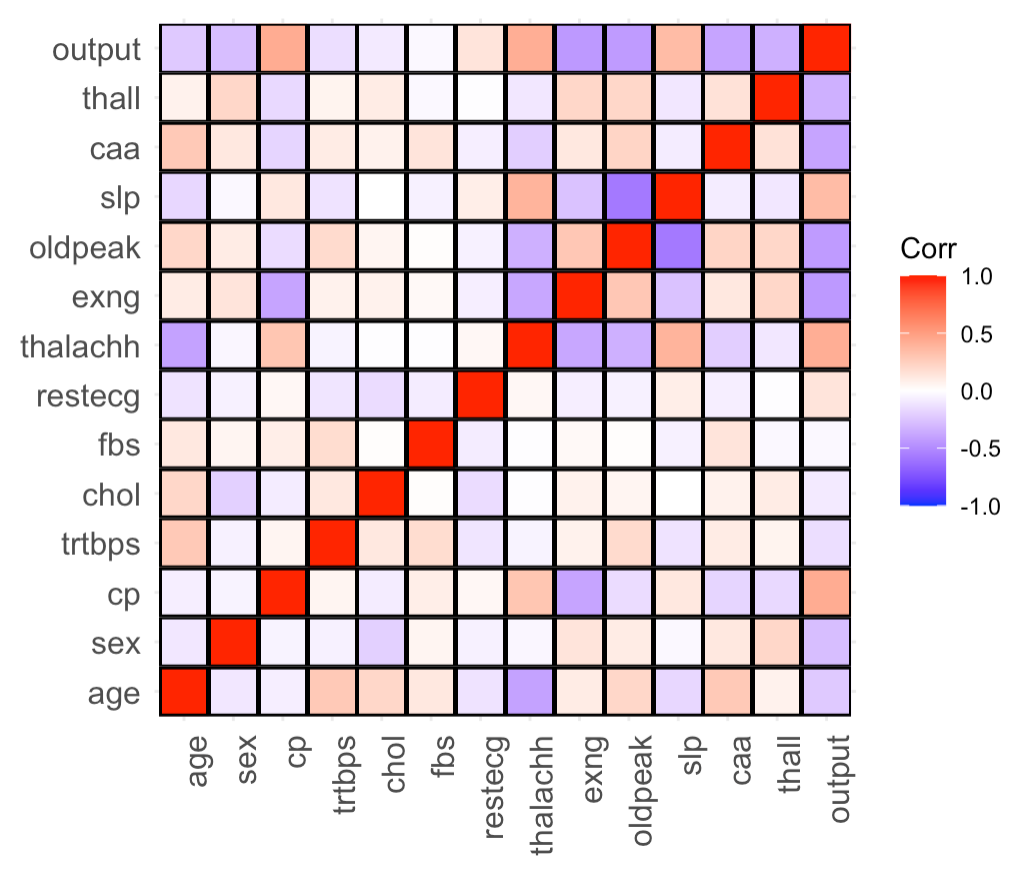 output
thall
caa
slp
oldpeak
exng
thalachh
restecg
fbs
chol
trtbps
cp
sex
age
age sex cp trtbps chol fbs restecg thalachh exng oldpeak slp caa thall output
Corr
1.0
0.5
0.0
-0.5
-1.0